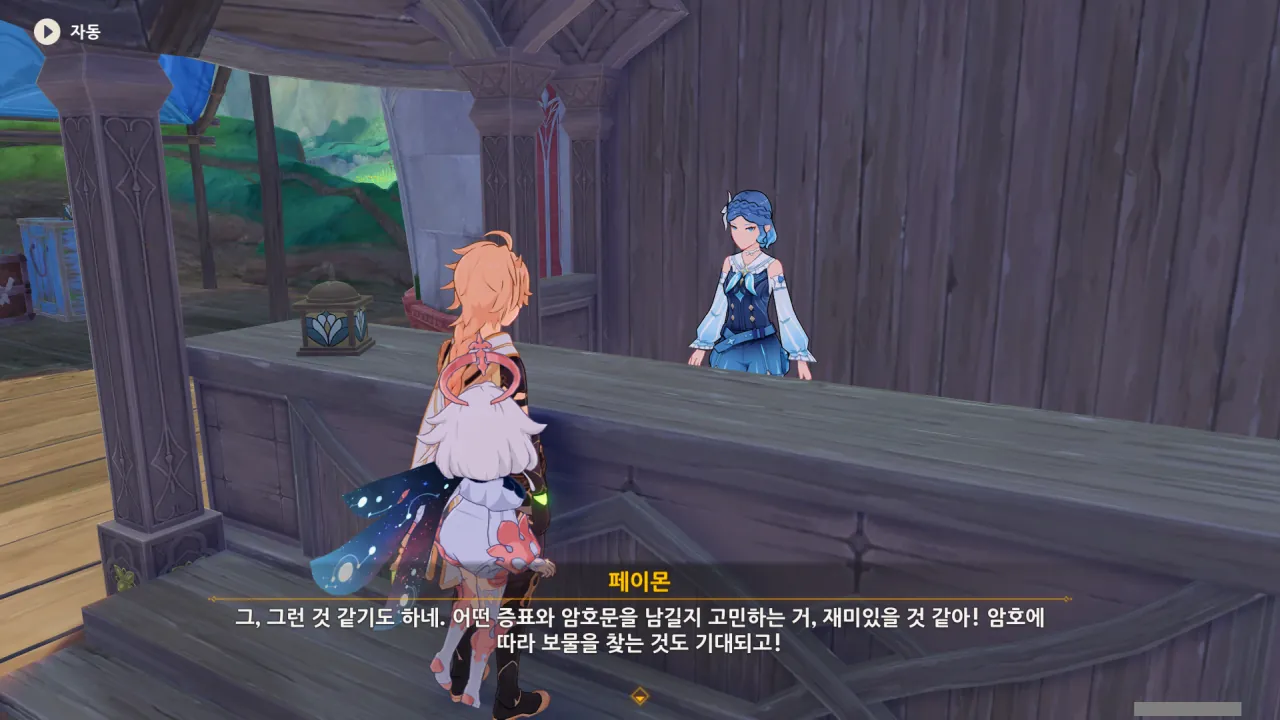 자동
페이몬
그, 그런 것 같기도 하네. 어떤 증표와 암호문을 남길지 고민하는 거, 재미있을 것 같아! 암호에
따라 보물을 찾는 것도 기대되고!